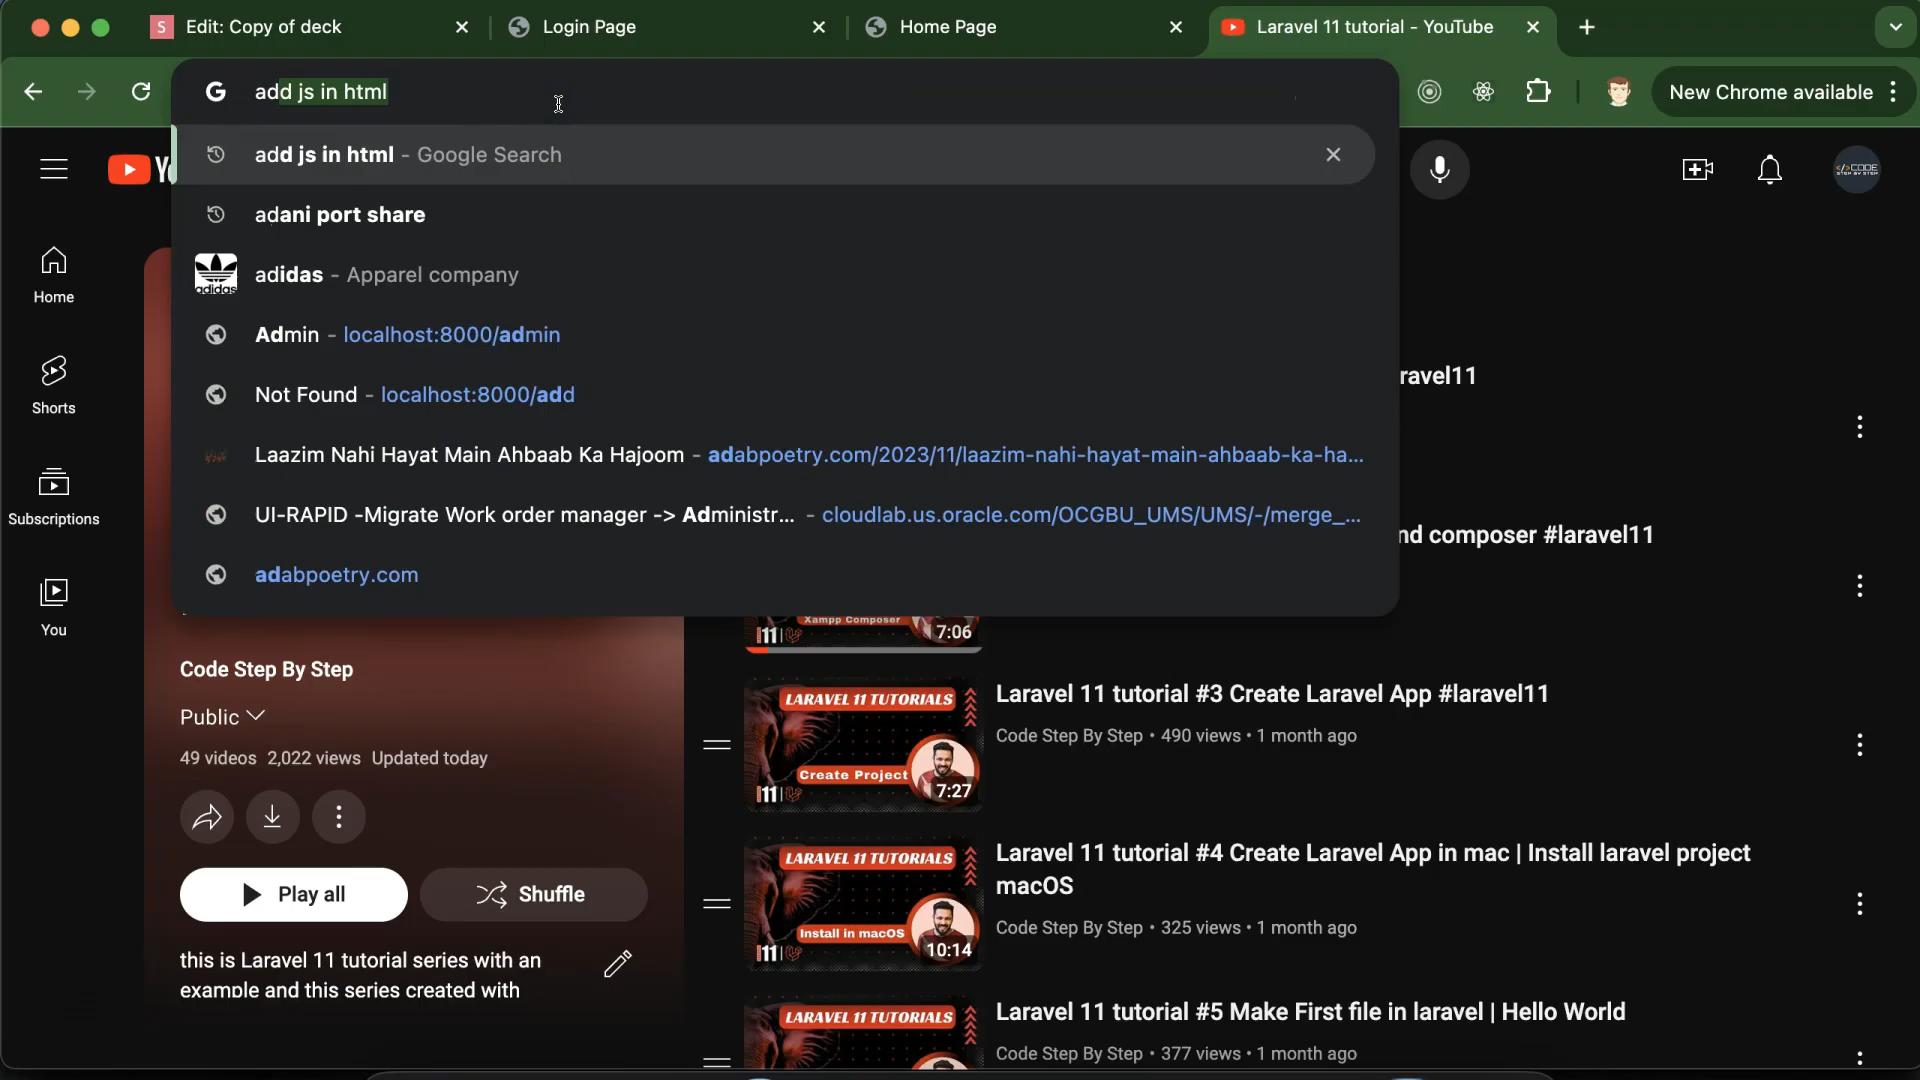 Edit: Copy of deck
Login Page
Home Page
Laravel 11 tutorial - YouTube
add js in html
New Chrome available
add js in html - Google Search
adani port share
adidas - Apparel company
Admin - localhost:8000/admin
Not Found - localhost:8000/add
Laazim Nahi Hayat Main Ahbaab Ka Hajoom - adabpoetry.com/2023/11/laazim-nahi-hayat-main-ahbaab-ka-ha...
UI-RAPID -Migrate Work order manager -> Administr... - cloudlab.us.oracle.com/OCGBU_UMS/UMS/-/merge_...
adabpoetry.com
Home
Shorts
Subscriptions
You
ravel11
nd composer #laravel11
Xampp Composer
11
7:06
Code Step By Step
Public
49 videos 2,022 views Updated today
Play all
Shuffle
this is Laravel 11 tutorial series with an
example and this series created with
LARAVEL 11 TUTORIALS
Create Project
11
7:27
Laravel 11 tutorial #3 Create Laravel App #laravel11
Code Step By Step • 490 views • 1 month ago
LARAVEL 11 TUTORIALS
Install in macOS
11
10:14
Laravel 11 tutorial #4 Create Laravel App in mac | Install laravel project
macOS
Code Step By Step • 325 views • 1 month ago
LARAVEL 11 TUTORIALS
Laravel 11 tutorial #5 Make First file in laravel | Hello World
Code Step By Step • 377 views • 1 month ago